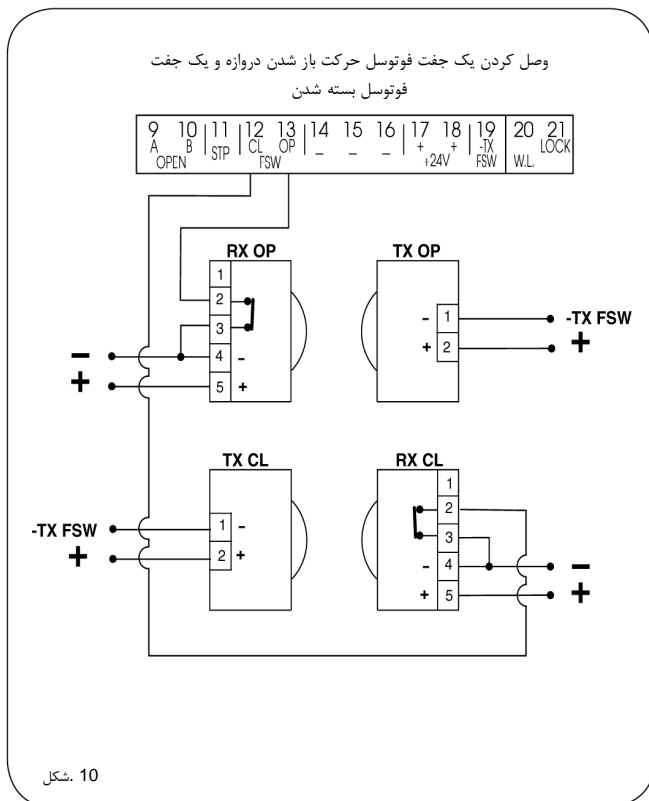 وصل کردن یک جفت فوتوسل حرکت باز شدن دروازه و یک جفت
فوتوسل بسته شدن
9 10 11 12 13 14 15 16 17 18 19 20 21
A B STP CL OP _ _ _ + + -TX LOCK
OPEN FSW +24V FSW W.L.
RX OP
TX OP
1
2
3
4 -
5 +
- 1
+ 2
-TX FSW
+
-
+
TX CL
RX CL
1 -
2 +
-TX FSW
+
1
2
3
- 4
+ 5
-
+
10 .شکل